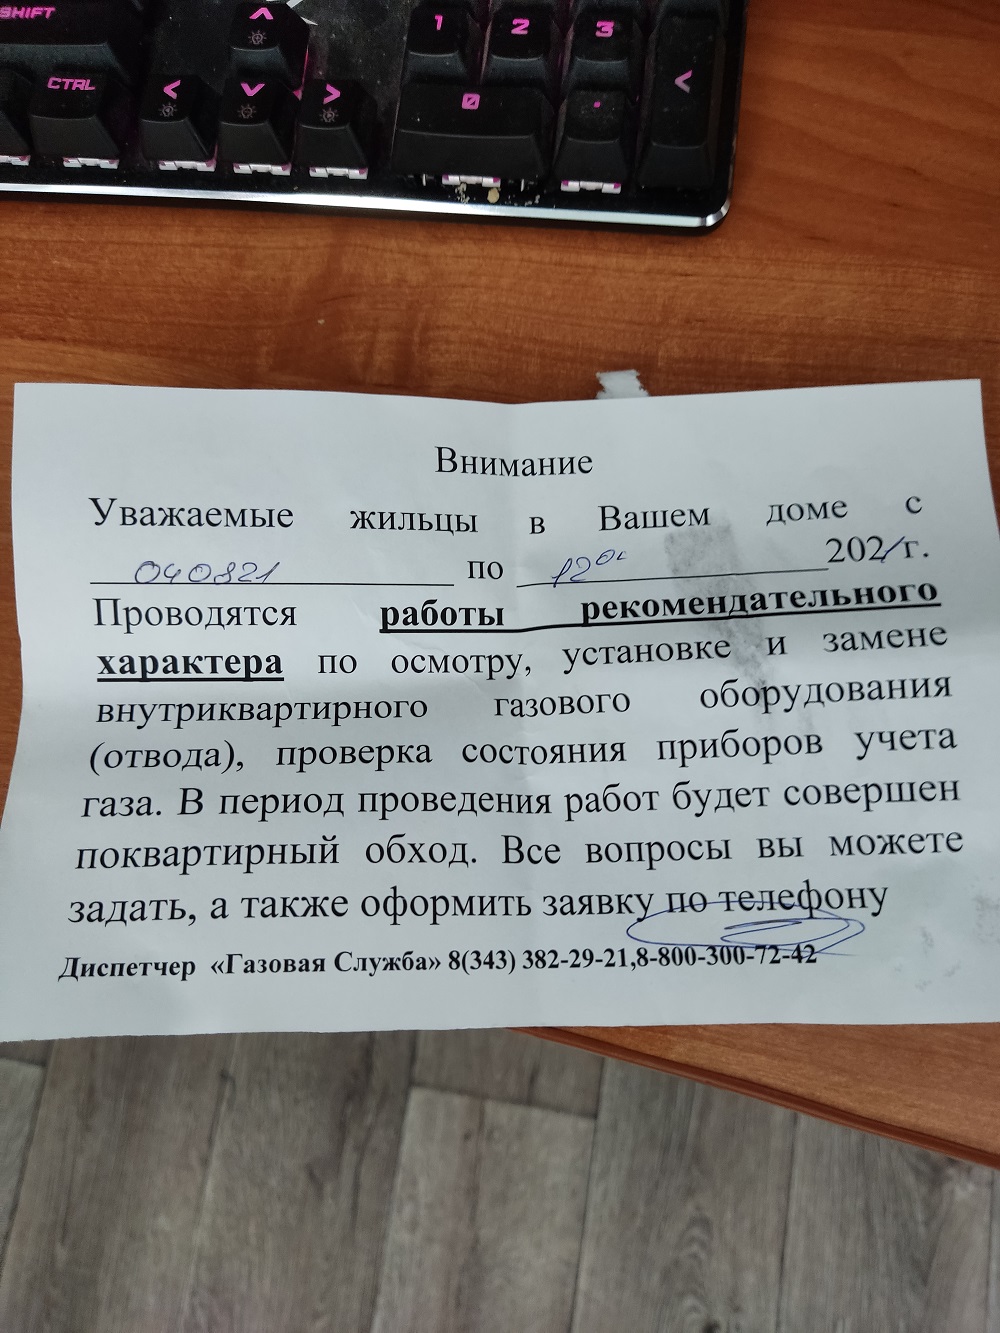 SHIFT
^ 1 2 3
CTRL < v > 0 . <
Внимание
Уважаемые жильцы в Вашем доме с
040821 по 12⁰⁰ 2021г.
Проводятся работы рекомендательного
характера по осмотру, установке и замене
внутриквартирного газового оборудования
(отвода), проверка состояния приборов учета
газа. В период проведения работ будет совершен
поквартирный обход. Все вопросы вы можете
задать, а также оформить заявку по телефону
Диспетчер «Газовая Служба» 8(343) 382-29-21,8-800-300-72-42